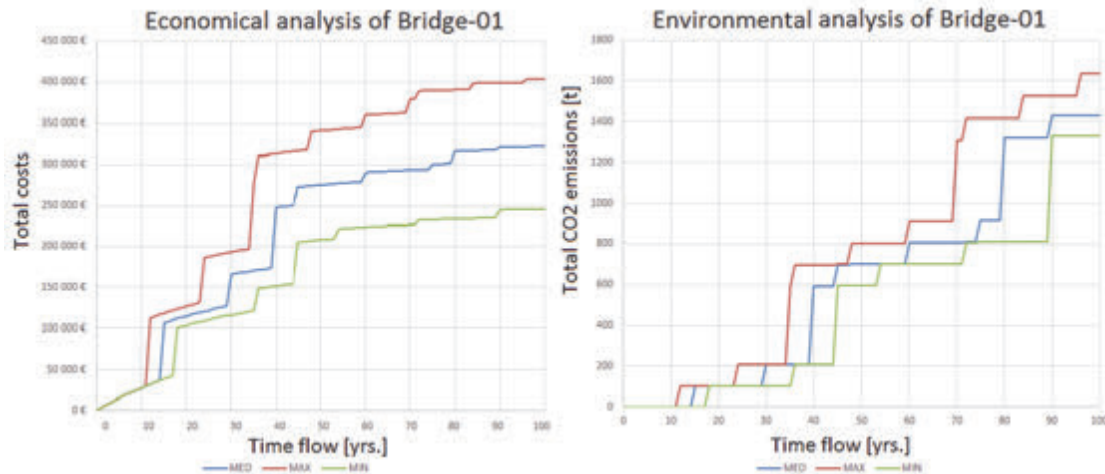 Economical analysis of Bridge-01
450 000 €
400 000 €
350 000 €
300 000 €
250 000 €
200 000 €
150 000 €
100 000 €
50 000 €
0 €
Total costs
0 10 20 30 40 50 60 70 80 90 100
Time flow [yrs.]
MED MAX MIN
Environmental analysis of Bridge-01
1800
1600
1400
1200
1000
800
600
400
200
0
Total CO2 emissions [t]
0 10 20 30 40 50 60 70 80 90 100
Time flow [yrs.]
MED MAX MIN